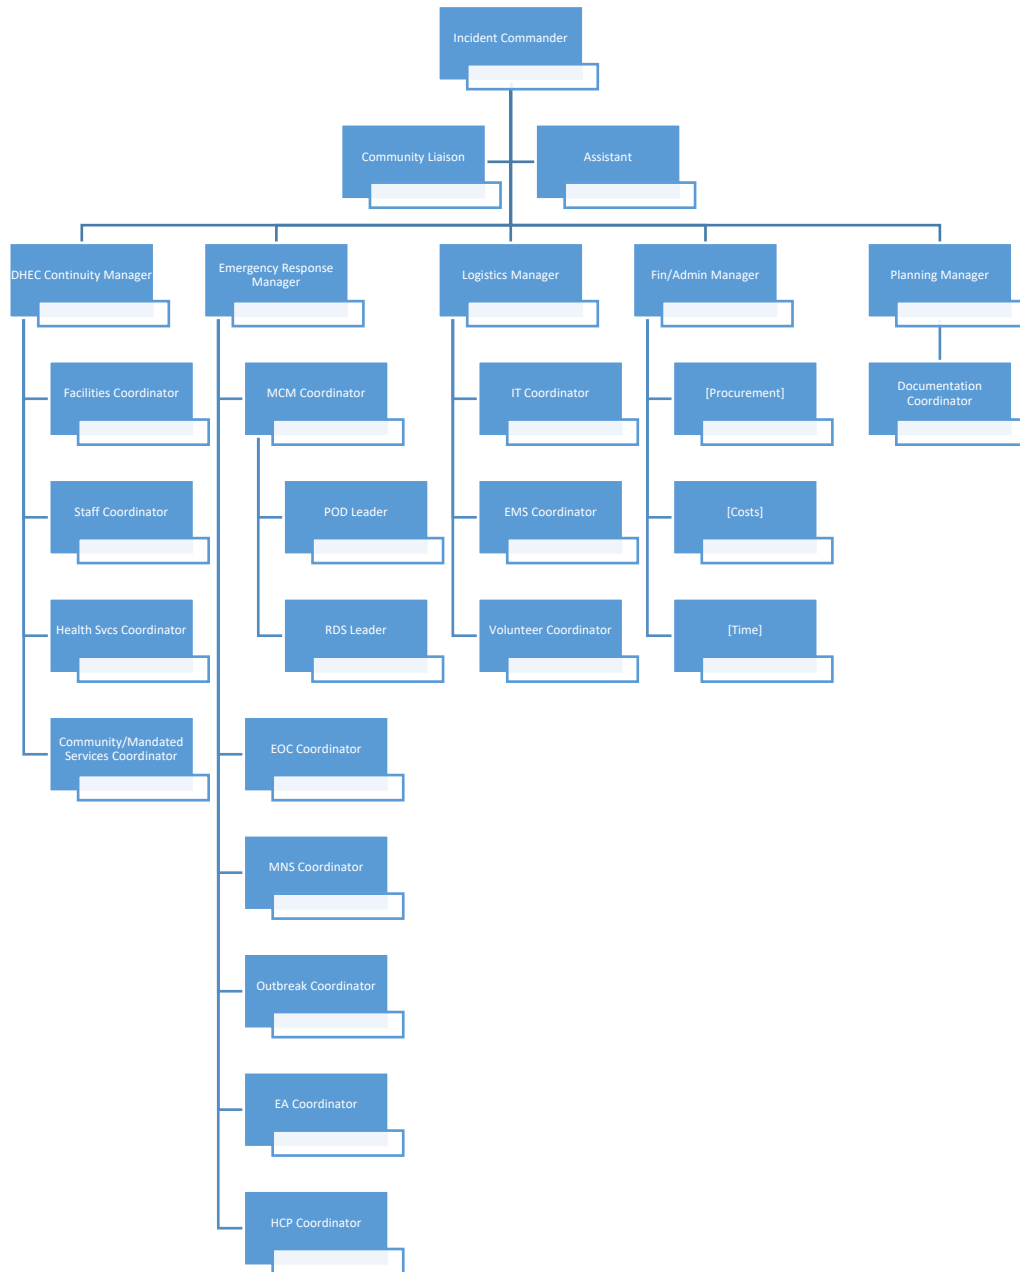 Incident Commander
Community Liaison
Assistant
DHEC Continuity Manager
Emergency Response
Manager
Logistics Manager
Fin/Admin Manager
Planning Manager
Facilities Coordinator
MCM Coordinator
IT Coordinator
[Procurement]
Documentation
Coordinator
Staff Coordinator
POD Leader
EMS Coordinator
[Costs]
Health Svcs Coordinator
RDS Leader
Volunteer Coordinator
[Time]
Community/Mandated
Services Coordinator
EOC Coordinator
MNS Coordinator
Outbreak Coordinator
EA Coordinator
HCP Coordinator